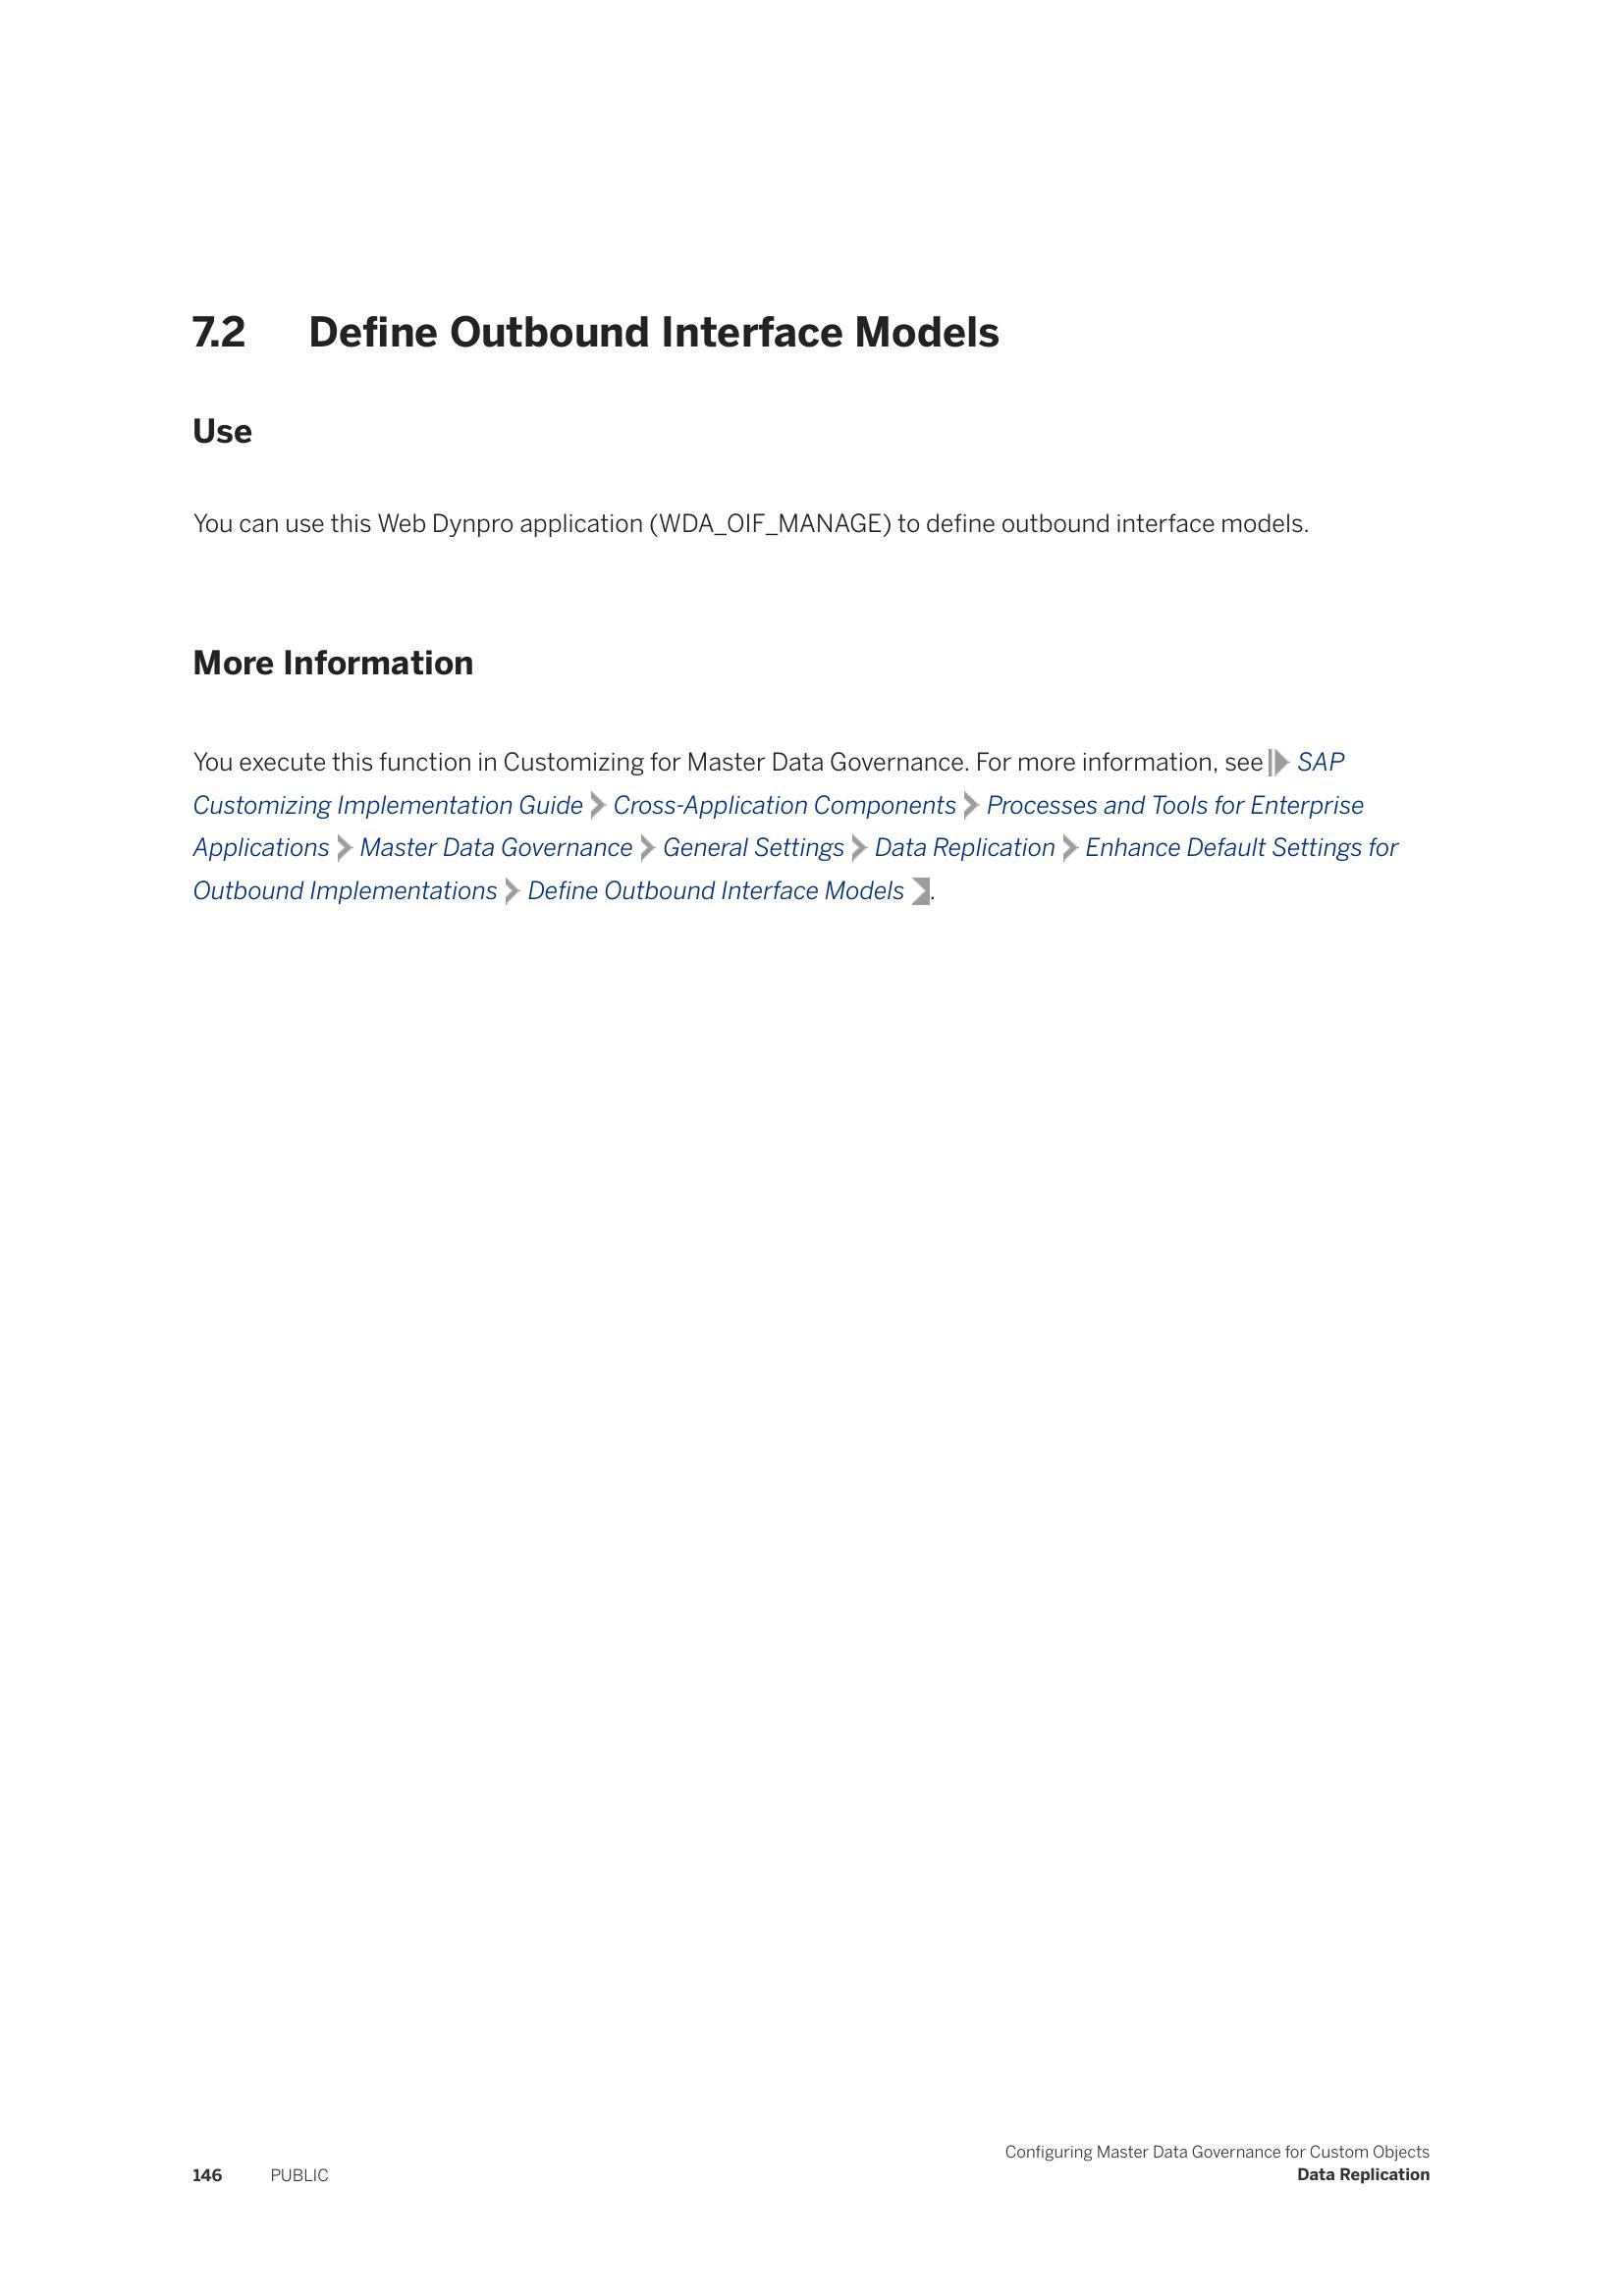 7.2 Define Outbound Interface Models
Use
You can use this Web Dynpro application (WDA_OIF_MANAGE) to define outbound interface models.
More Information
You execute this function in Customizing for Master Data Governance. For more information, see SAP
Customizing Implementation Guide Cross-Application Components Processes and Tools for Enterprise
Applications Master Data Governance General Settings Data Replication Enhance Default Settings for
Outbound Implementations Define Outbound Interface Models .
Configuring Master Data Governance for Custom Objects
146 PUBLIC Data Replication